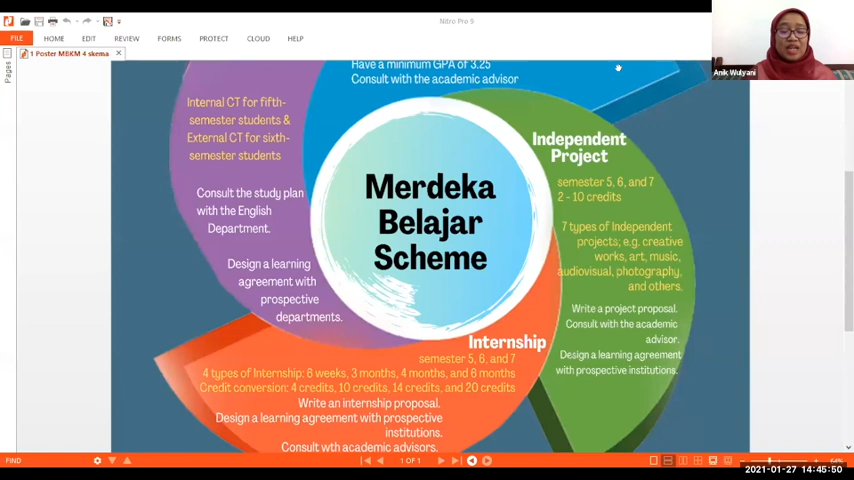 Nitro Pro 9
FILE HOME EDIT REVIEW FORMS PROTECT CLOUD HELP
1 Poster MBKM 4 skema
Pages
Anik Wulyani
Have a minimum GPA of 3.25
Consult with the academic advisor
Internal CT for fifth-
semester students &
External CT for sixth-
semester students
Consult the study plan
with the English
Department.
Design a learning
agreement with
prospective
departments.
Merdeka
Belajar
Scheme
Independent
Project
semester 5, 6, and 7
2 - 10 credits
7 types of Independent
projects; e.g. creative
works, art, music,
audiovisual, photography,
and others.
Write a project proposal.
Consult with the academic
advisor.
Design a learning agreement
with prospective institutions.
Internship
semester 5, 6, and 7
4 types of Internship: 6 weeks, 3 months, 4 months, and 6 months
Credit conversion: 4 credits, 10 credits, 14 credits, and 20 credits
Write an internship proposal.
Design a learning agreement with prospective
institutions.
Consult wth academic advisors.
FIND
1 OF 1
64%
2021-01-27 14:45:50